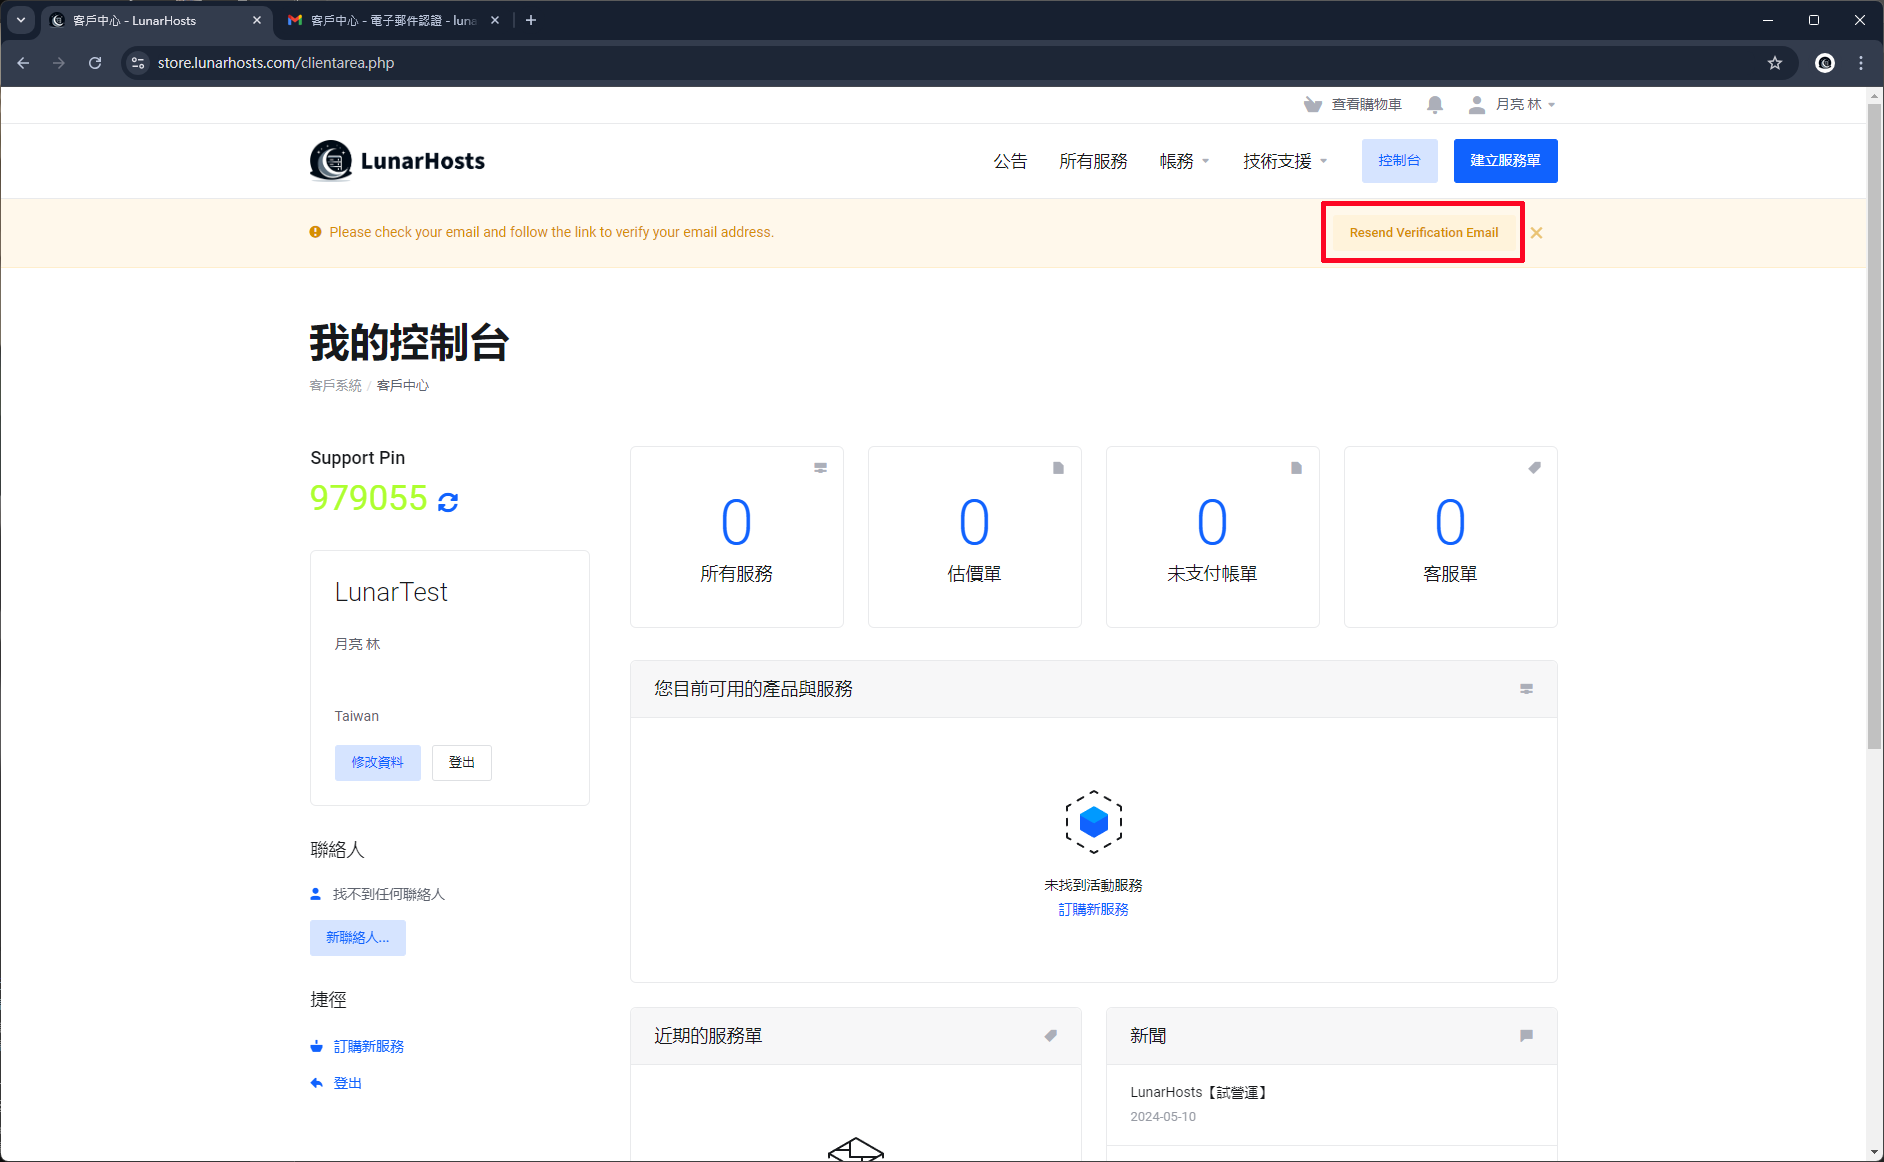 客戶中心 - LunarHosts
客戶中心 - 電子郵件認證 - luna
store.lunarhosts.com/clientarea.php
查看購物車
月亮 林
LunarHosts
公告
所有服務
帳務
技術支援
控制台
建立服務單
Please check your email and follow the link to verify your email address.
Resend Verification Email
我的控制台
客戶系統 / 客戶中心
Support Pin
979055
0
所有服務
0
估價單
0
未支付帳單
0
客服單
LunarTest
月亮 林
Taiwan
修改資料
登出
您目前可用的產品與服務
未找到活動服務
訂購新服務
聯絡人
找不到任何聯絡人
新聯絡人...
捷徑
訂購新服務
登出
近期的服務單
新聞
LunarHosts【試營運】
2024-05-10